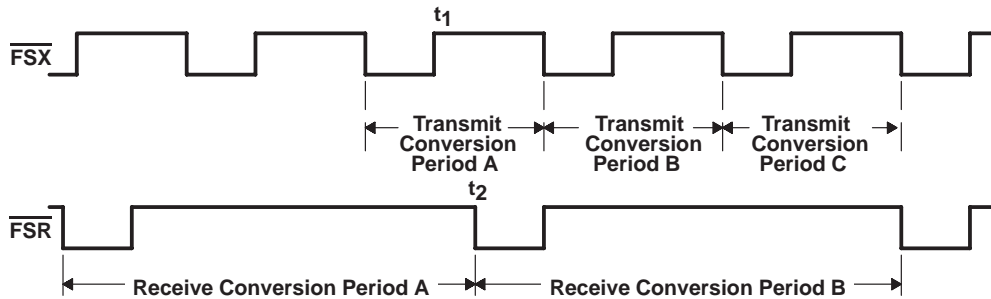 t1
FSX
Transmit Conversion Period A
Transmit Conversion Period B
Transmit Conversion Period C
t2
FSR
Receive Conversion Period A
Receive Conversion Period B